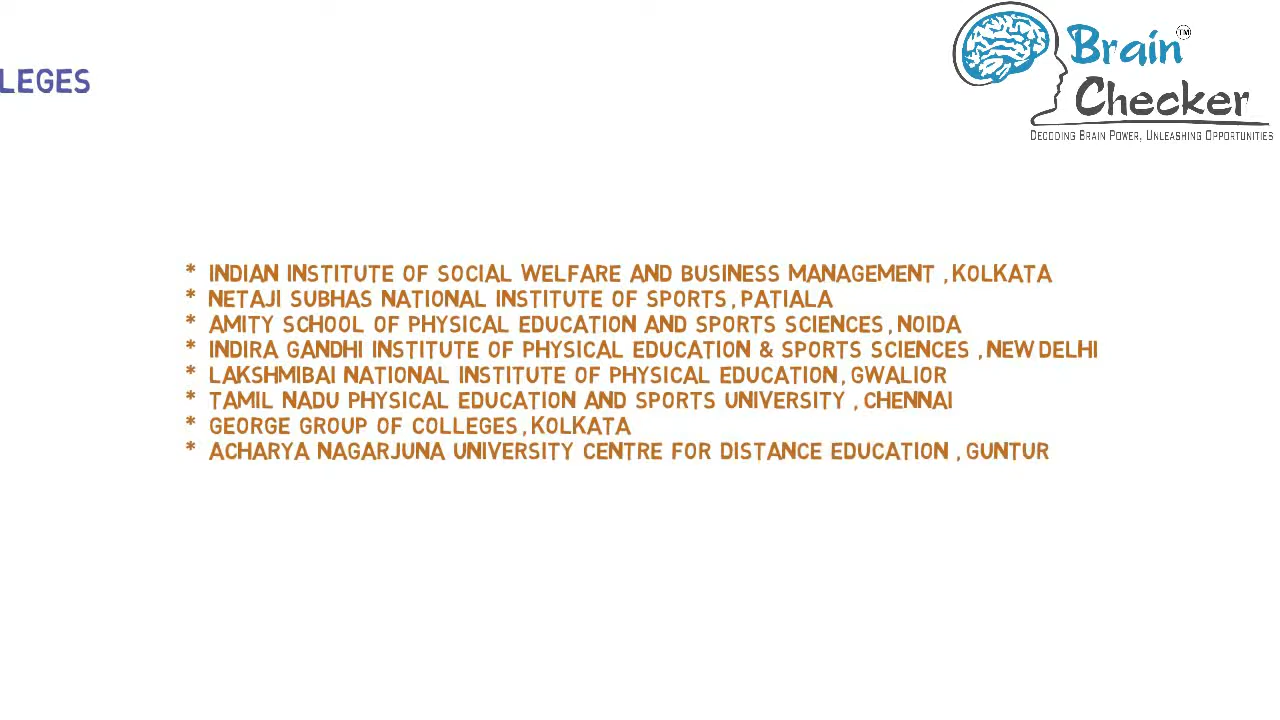 LEGES
Brain TM
Checker
DECODING BRAIN POWER, UNLEASHING OPPORTUNITIES
* INDIAN INSTITUTE OF SOCIAL WELFARE AND BUSINESS MANAGEMENT , KOLKATA
* NETAJI SUBHAS NATIONAL INSTITUTE OF SPORTS , PATIALA
* AMITY SCHOOL OF PHYSICAL EDUCATION AND SPORTS SCIENCES , NOIDA
* INDIRA GANDHI INSTITUTE OF PHYSICAL EDUCATION & SPORTS SCIENCES , NEW DELHI
* LAKSHMIBAI NATIONAL INSTITUTE OF PHYSICAL EDUCATION , GWALIOR
* TAMIL NADU PHYSICAL EDUCATION AND SPORTS UNIVERSITY , CHENNAI
* GEORGE GROUP OF COLLEGES , KOLKATA
* ACHARYA NAGARJUNA UNIVERSITY CENTRE FOR DISTANCE EDUCATION , GUNTUR